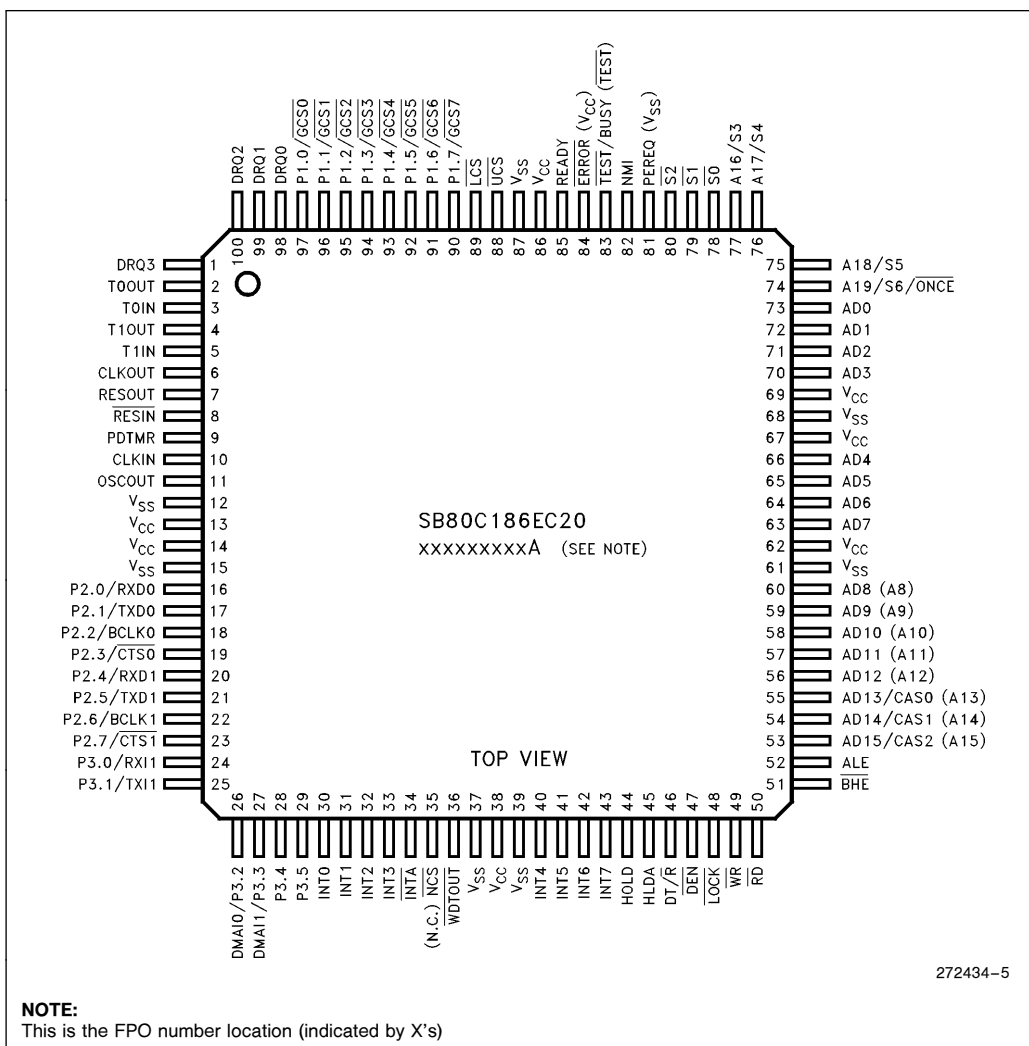 DRQ2
DRQ1
DRQ0
P1.0/GCS0
P1.1/GCS1
P1.2/GCS2
P1.3/GCS3
P1.4/GCS4
P1.5/GCS5
P1.6/GCS6
P1.7/GCS7
LCS
UCS
VSS
VCC
READY
ERROR (VCC)
TEST/BUSY (TEST)
NMI
PEREQ (VSS)
S2
S1
S0
A16/S3
A17/S4
100
99
98
97
96
95
94
93
92
91
90
89
88
87
86
85
84
83
82
81
80
79
78
77
76
DRQ3 1
T0OUT 2
T0IN 3
T1OUT 4
T1IN 5
CLKOUT 6
RESOUT 7
RESIN 8
PDTMR 9
CLKIN 10
OSCOUT 11
VSS 12
VCC 13
VCC 14
VSS 15
P2.0/RXD0 16
P2.1/TXD0 17
P2.2/BCLK0 18
P2.3/CTS0 19
P2.4/RXD1 20
P2.5/TXD1 21
P2.6/BCLK1 22
P2.7/CTS1 23
P3.0/RXI1 24
P3.1/TXI1 25
SB80C186EC20
xxxxxxxxxA (SEE NOTE)
TOP VIEW
75 A18/S5
74 A19/S6/ONCE
73 AD0
72 AD1
71 AD2
70 AD3
69 VCC
68 VSS
67 VCC
66 AD4
65 AD5
64 AD6
63 AD7
62 VCC
61 VSS
60 AD8 (A8)
59 AD9 (A9)
58 AD10 (A10)
57 AD11 (A11)
56 AD12 (A12)
55 AD13/CAS0 (A13)
54 AD14/CAS1 (A14)
53 AD15/CAS2 (A15)
52 ALE
51 BHE
26
27
28
29
30
31
32
33
34
35
36
37
38
39
40
41
42
43
44
45
46
47
48
49
50
DMAI0/P3.2
DMAI1/P3.3
P3.4
P3.5
INT0
INT1
INT2
INT3
INTA
(N.C.) NCS
WDTOUT
VSS
VCC
VSS
INT4
INT5
INT6
INT7
HOLD
HLDA
DT/R
DEN
LOCK
WR
RD
272434–5
NOTE:
This is the FPO number location (indicated by X's)